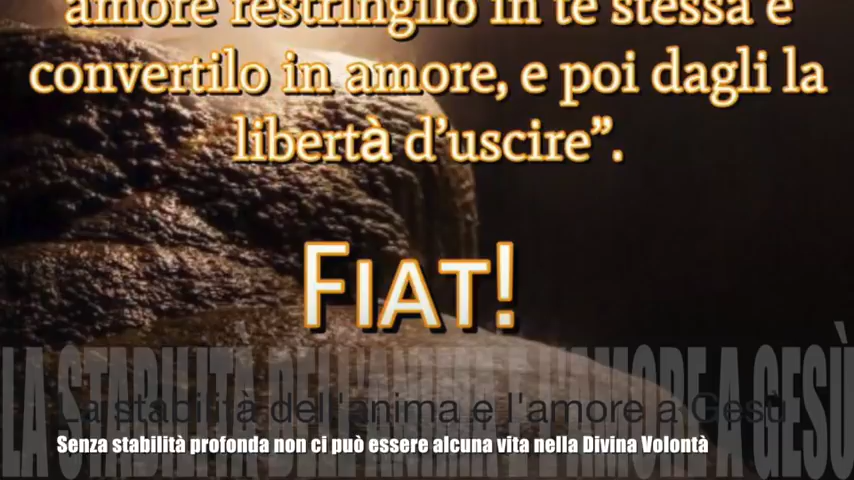 amore restringilo in te stessa e
convertilo in amore, e poi dagli la
libertà d'uscire”.
FIAT!
LA STABILITÀ DELL'ANIMA E L'AMORE A GESÙ
La stabilità dell'anima e l'amore a Gesù
Senza stabilità profonda non ci può essere alcuna vita nella Divina Volontà